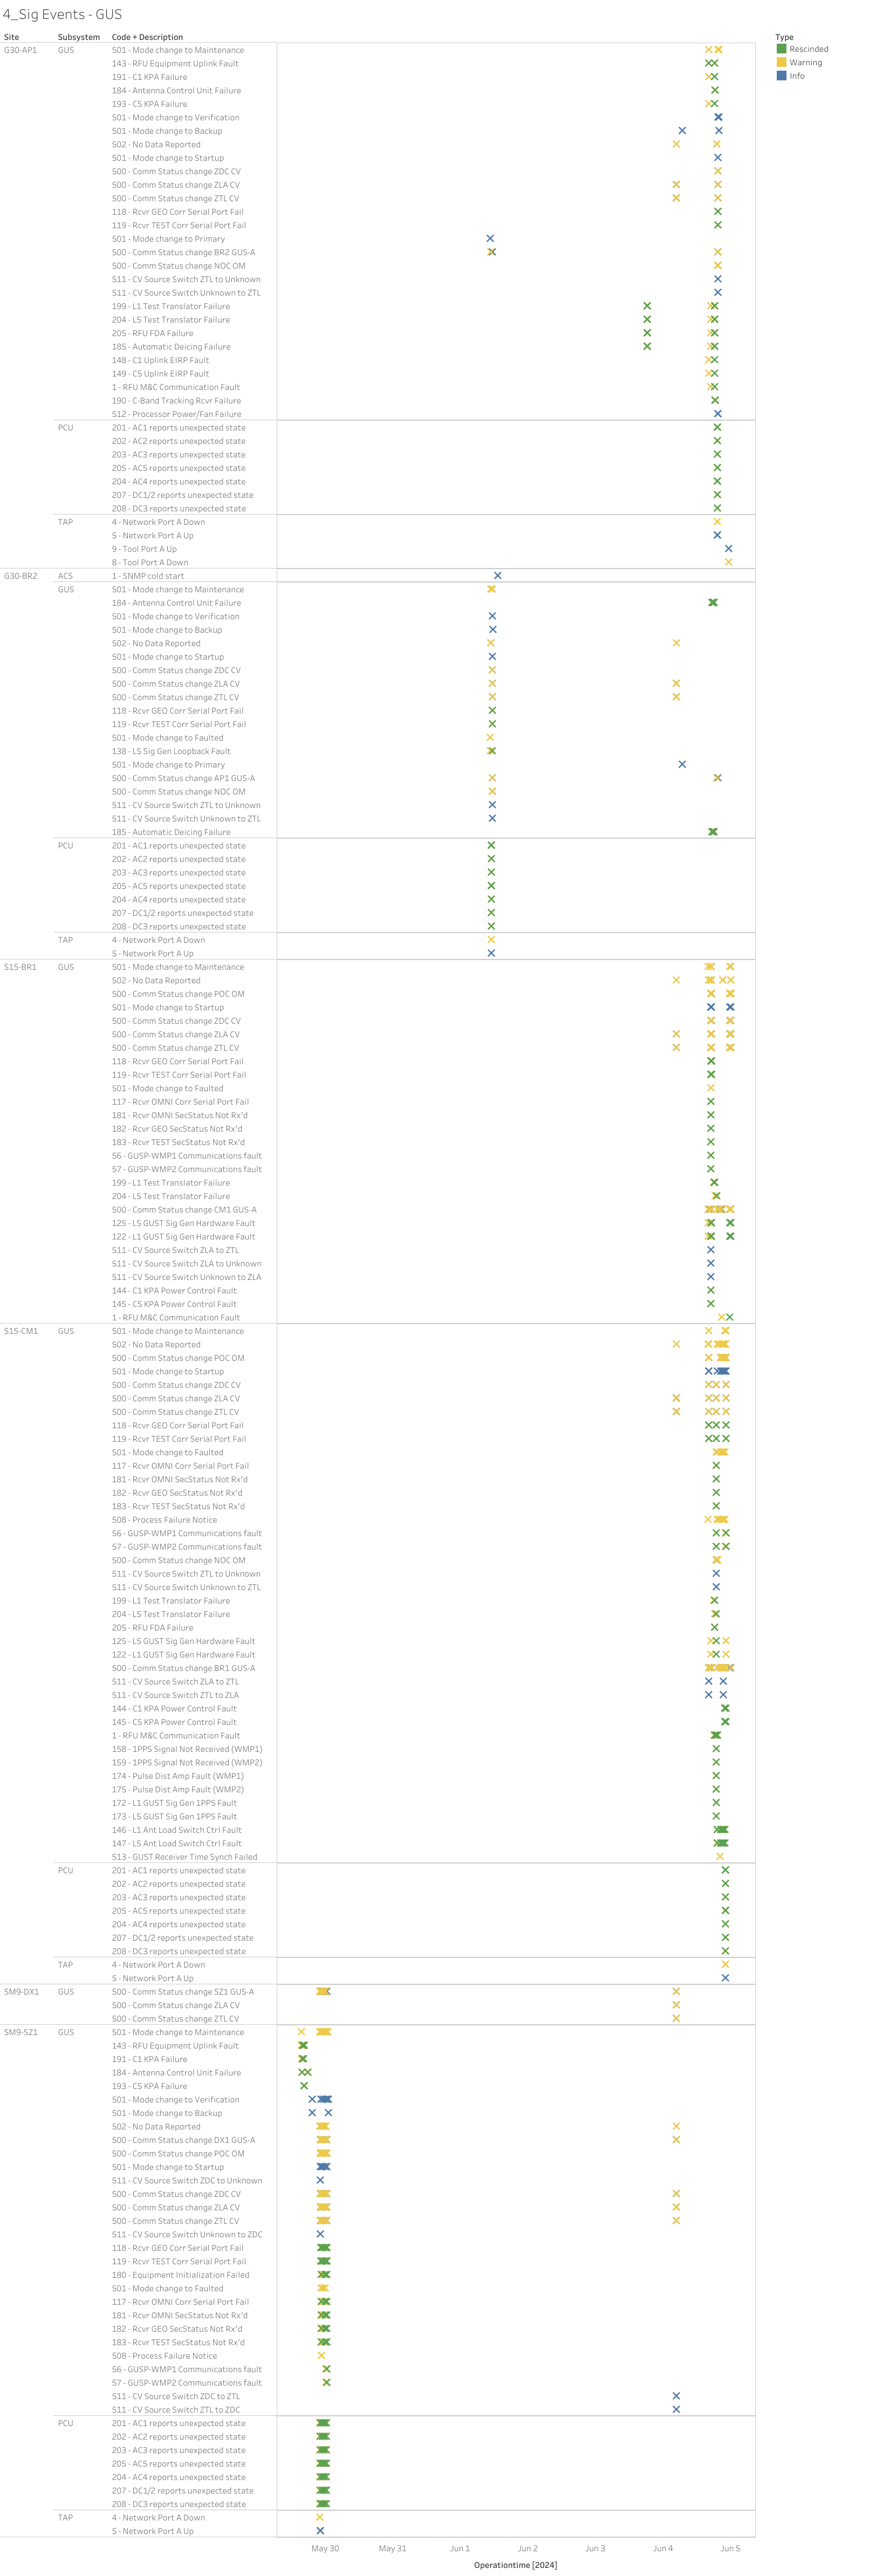 4_Sig Events - GUS
Site Subsystem Code + Description
Type
Rescinded
Warning
Info
G30-AP1 GUS 501 - Mode change to Maintenance
143 - RFU Equipment Uplink Fault
191 - C1 KPA Failure
184 - Antenna Control Unit Failure
193 - C5 KPA Failure
501 - Mode change to Verification
501 - Mode change to Backup
502 - No Data Reported
501 - Mode change to Startup
500 - Comm Status change ZDC CV
500 - Comm Status change ZLA CV
500 - Comm Status change ZTL CV
118 - Rcvr GEO Corr Serial Port Fail
119 - Rcvr TEST Corr Serial Port Fail
501 - Mode change to Primary
500 - Comm Status change BR2 GUS-A
500 - Comm Status change NOC OM
511 - CV Source Switch ZTL to Unknown
511 - CV Source Switch Unknown to ZTL
199 - L1 Test Translator Failure
204 - L5 Test Translator Failure
205 - RFU FDA Failure
185 - Automatic Deicing Failure
148 - C1 Uplink EIRP Fault
149 - C5 Uplink EIRP Fault
1 - RFU M&C Communication Fault
190 - C-Band Tracking Rcvr Failure
512 - Processor Power/Fan Failure
PCU 201 - AC1 reports unexpected state
202 - AC2 reports unexpected state
203 - AC3 reports unexpected state
205 - AC5 reports unexpected state
204 - AC4 reports unexpected state
207 - DC1/2 reports unexpected state
208 - DC3 reports unexpected state
TAP 4 - Network Port A Down
5 - Network Port A Up
9 - Tool Port A Up
8 - Tool Port A Down
G30-BR2 ACS 1 - SNMP cold start
GUS 501 - Mode change to Maintenance
184 - Antenna Control Unit Failure
501 - Mode change to Verification
501 - Mode change to Backup
502 - No Data Reported
501 - Mode change to Startup
500 - Comm Status change ZDC CV
500 - Comm Status change ZLA CV
500 - Comm Status change ZTL CV
118 - Rcvr GEO Corr Serial Port Fail
119 - Rcvr TEST Corr Serial Port Fail
501 - Mode change to Faulted
138 - L5 Sig Gen Loopback Fault
501 - Mode change to Primary
500 - Comm Status change AP1 GUS-A
500 - Comm Status change NOC OM
511 - CV Source Switch ZTL to Unknown
511 - CV Source Switch Unknown to ZTL
185 - Automatic Deicing Failure
PCU 201 - AC1 reports unexpected state
202 - AC2 reports unexpected state
203 - AC3 reports unexpected state
205 - AC5 reports unexpected state
204 - AC4 reports unexpected state
207 - DC1/2 reports unexpected state
208 - DC3 reports unexpected state
TAP 4 - Network Port A Down
5 - Network Port A Up
S15-BR1 GUS 501 - Mode change to Maintenance
502 - No Data Reported
500 - Comm Status change POC OM
501 - Mode change to Startup
500 - Comm Status change ZDC CV
500 - Comm Status change ZLA CV
500 - Comm Status change ZTL CV
118 - Rcvr GEO Corr Serial Port Fail
119 - Rcvr TEST Corr Serial Port Fail
501 - Mode change to Faulted
117 - Rcvr OMNI Corr Serial Port Fail
181 - Rcvr OMNI SecStatus Not Rx'd
182 - Rcvr GEO SecStatus Not Rx'd
183 - Rcvr TEST SecStatus Not Rx'd
56 - GUSP-WMP1 Communications fault
57 - GUSP-WMP2 Communications fault
199 - L1 Test Translator Failure
204 - L5 Test Translator Failure
500 - Comm Status change CM1 GUS-A
125 - L5 GUST Sig Gen Hardware Fault
122 - L1 GUST Sig Gen Hardware Fault
511 - CV Source Switch ZLA to ZTL
511 - CV Source Switch ZLA to Unknown
511 - CV Source Switch Unknown to ZLA
144 - C1 KPA Power Control Fault
145 - C5 KPA Power Control Fault
1 - RFU M&C Communication Fault
S15-CM1 GUS 501 - Mode change to Maintenance
502 - No Data Reported
500 - Comm Status change POC OM
501 - Mode change to Startup
500 - Comm Status change ZDC CV
500 - Comm Status change ZLA CV
500 - Comm Status change ZTL CV
118 - Rcvr GEO Corr Serial Port Fail
119 - Rcvr TEST Corr Serial Port Fail
501 - Mode change to Faulted
117 - Rcvr OMNI Corr Serial Port Fail
181 - Rcvr OMNI SecStatus Not Rx'd
182 - Rcvr GEO SecStatus Not Rx'd
183 - Rcvr TEST SecStatus Not Rx'd
508 - Process Failure Notice
56 - GUSP-WMP1 Communications fault
57 - GUSP-WMP2 Communications fault
500 - Comm Status change NOC OM
511 - CV Source Switch ZTL to Unknown
511 - CV Source Switch Unknown to ZTL
199 - L1 Test Translator Failure
204 - L5 Test Translator Failure
205 - RFU FDA Failure
125 - L5 GUST Sig Gen Hardware Fault
122 - L1 GUST Sig Gen Hardware Fault
500 - Comm Status change BR1 GUS-A
511 - CV Source Switch ZLA to ZTL
511 - CV Source Switch ZTL to ZLA
144 - C1 KPA Power Control Fault
145 - C5 KPA Power Control Fault
1 - RFU M&C Communication Fault
158 - 1PPS Signal Not Received (WMP1)
159 - 1PPS Signal Not Received (WMP2)
174 - Pulse Dist Amp Fault (WMP1)
175 - Pulse Dist Amp Fault (WMP2)
172 - L1 GUST Sig Gen 1PPS Fault
173 - L5 GUST Sig Gen 1PPS Fault
146 - L1 Ant Load Switch Ctrl Fault
147 - L5 Ant Load Switch Ctrl Fault
513 - GUST Receiver Time Synch Failed
PCU 201 - AC1 reports unexpected state
202 - AC2 reports unexpected state
203 - AC3 reports unexpected state
205 - AC5 reports unexpected state
204 - AC4 reports unexpected state
207 - DC1/2 reports unexpected state
208 - DC3 reports unexpected state
TAP 4 - Network Port A Down
5 - Network Port A Up
SM9-DX1 GUS 500 - Comm Status change SZ1 GUS-A
500 - Comm Status change ZLA CV
500 - Comm Status change ZTL CV
SM9-SZ1 GUS 501 - Mode change to Maintenance
143 - RFU Equipment Uplink Fault
191 - C1 KPA Failure
184 - Antenna Control Unit Failure
193 - C5 KPA Failure
501 - Mode change to Verification
501 - Mode change to Backup
502 - No Data Reported
500 - Comm Status change DX1 GUS-A
500 - Comm Status change POC OM
501 - Mode change to Startup
511 - CV Source Switch ZDC to Unknown
500 - Comm Status change ZDC CV
500 - Comm Status change ZLA CV
500 - Comm Status change ZTL CV
511 - CV Source Switch Unknown to ZDC
118 - Rcvr GEO Corr Serial Port Fail
119 - Rcvr TEST Corr Serial Port Fail
180 - Equipment Initialization Failed
501 - Mode change to Faulted
117 - Rcvr OMNI Corr Serial Port Fail
181 - Rcvr OMNI SecStatus Not Rx'd
182 - Rcvr GEO SecStatus Not Rx'd
183 - Rcvr TEST SecStatus Not Rx'd
508 - Process Failure Notice
56 - GUSP-WMP1 Communications fault
57 - GUSP-WMP2 Communications fault
511 - CV Source Switch ZDC to ZTL
511 - CV Source Switch ZTL to ZDC
PCU 201 - AC1 reports unexpected state
202 - AC2 reports unexpected state
203 - AC3 reports unexpected state
205 - AC5 reports unexpected state
204 - AC4 reports unexpected state
207 - DC1/2 reports unexpected state
208 - DC3 reports unexpected state
TAP 4 - Network Port A Down
5 - Network Port A Up
May 30 May 31 Jun 1 Jun 2 Jun 3 Jun 4 Jun 5
Operationtime [2024]